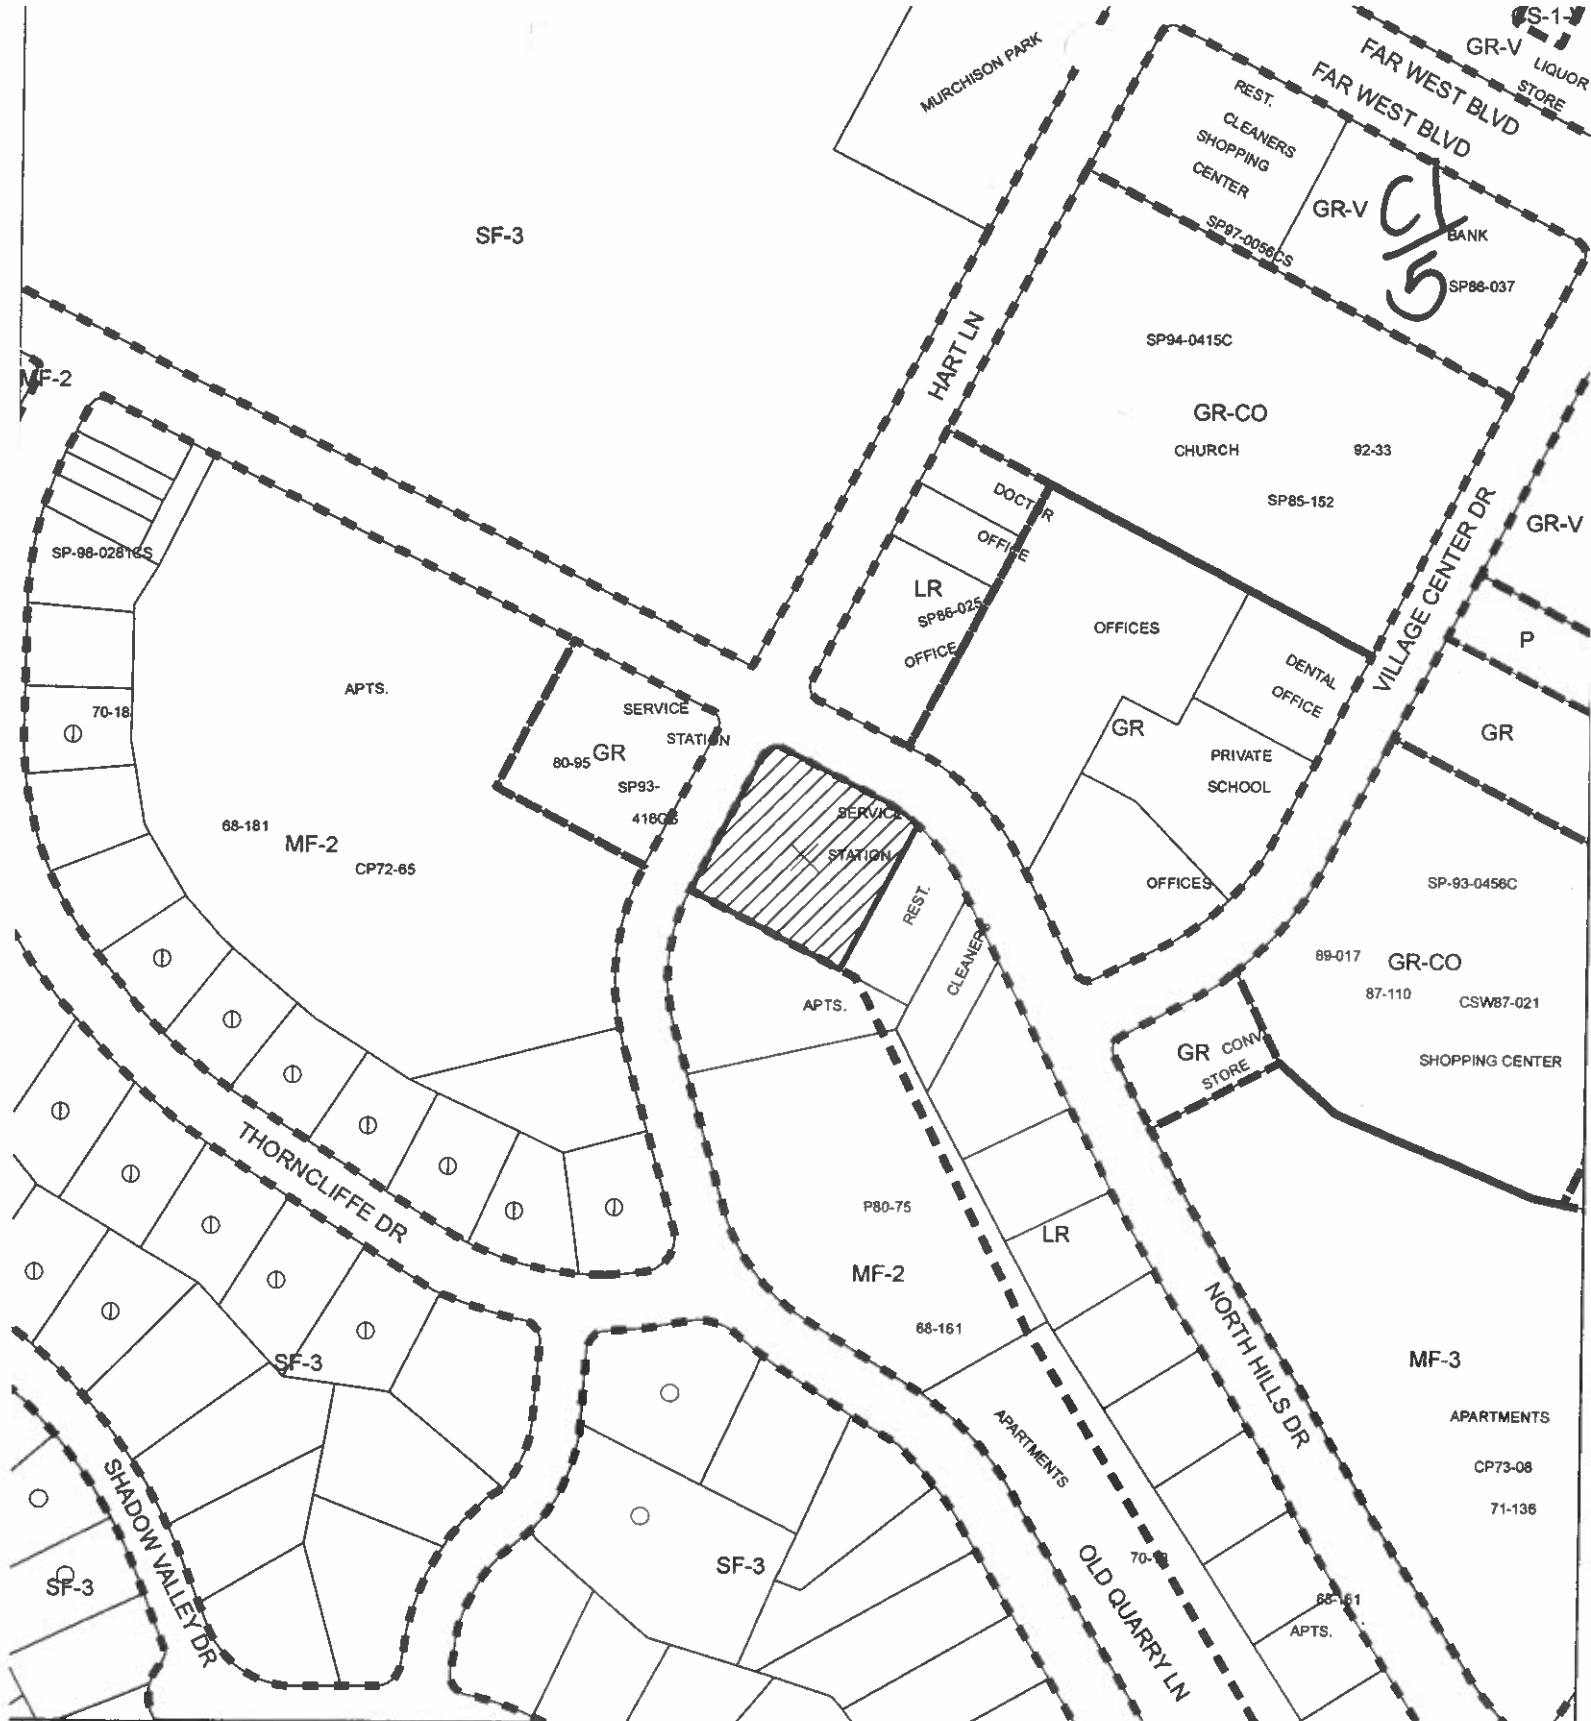 CS-1-V
GR-V
LIQUOR
STORE
FAR WEST BLVD
FAR WEST BLVD
MURCHISON PARK
REST.
CLEANERS
SHOPPING
CENTER
SP97-0056CS
GR-V
C1/5
BANK
SP86-037
SF-3
HART LN
SP94-0415C
GR-CO
CHURCH
92-33
SP85-152
MF-2
DOCTOR
OFFICE
LR
SP86-025
OFFICE
VILLAGE CENTER DR
GR-V
P
GR
SP-98-0281CS
OFFICES
DENTAL
OFFICE
GR
PRIVATE
SCHOOL
OFFICES
APTS.
70-18
SERVICE
STATION
80-95
GR
SP93-
416CS
68-181
MF-2
CP72-65
SERVICE
STATION
REST.
CLEANERS
APTS.
SP-93-0456C
89-017
GR-CO
87-110
CSW87-021
SHOPPING CENTER
GR
CONV
STORE
THORNCLIFFE DR
P80-75
MF-2
68-161
LR
NORTH HILLS DR
MF-3
APARTMENTS
CP73-08
71-136
SF-3
APARTMENTS
SHADOW VALLEY DR
SF-3
SF-3
OLD QUARRY LN
APTS.